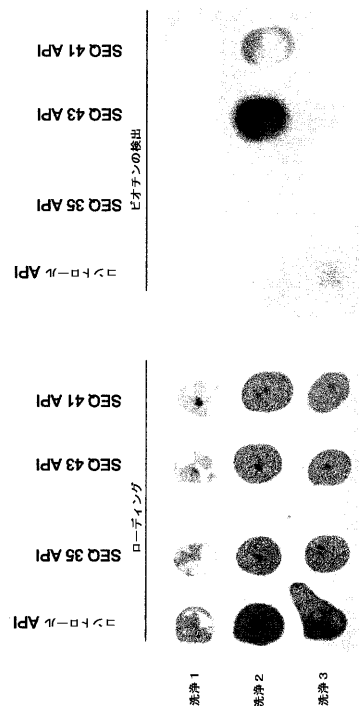 コントロール API
SEQ 35 API
SEQ 43 API
SEQ 41 API
ローディング
洗浄 1
洗浄 2
洗浄 3
コントロール API
SEQ 35 API
SEQ 43 API
SEQ 41 API
ビオチンの検出